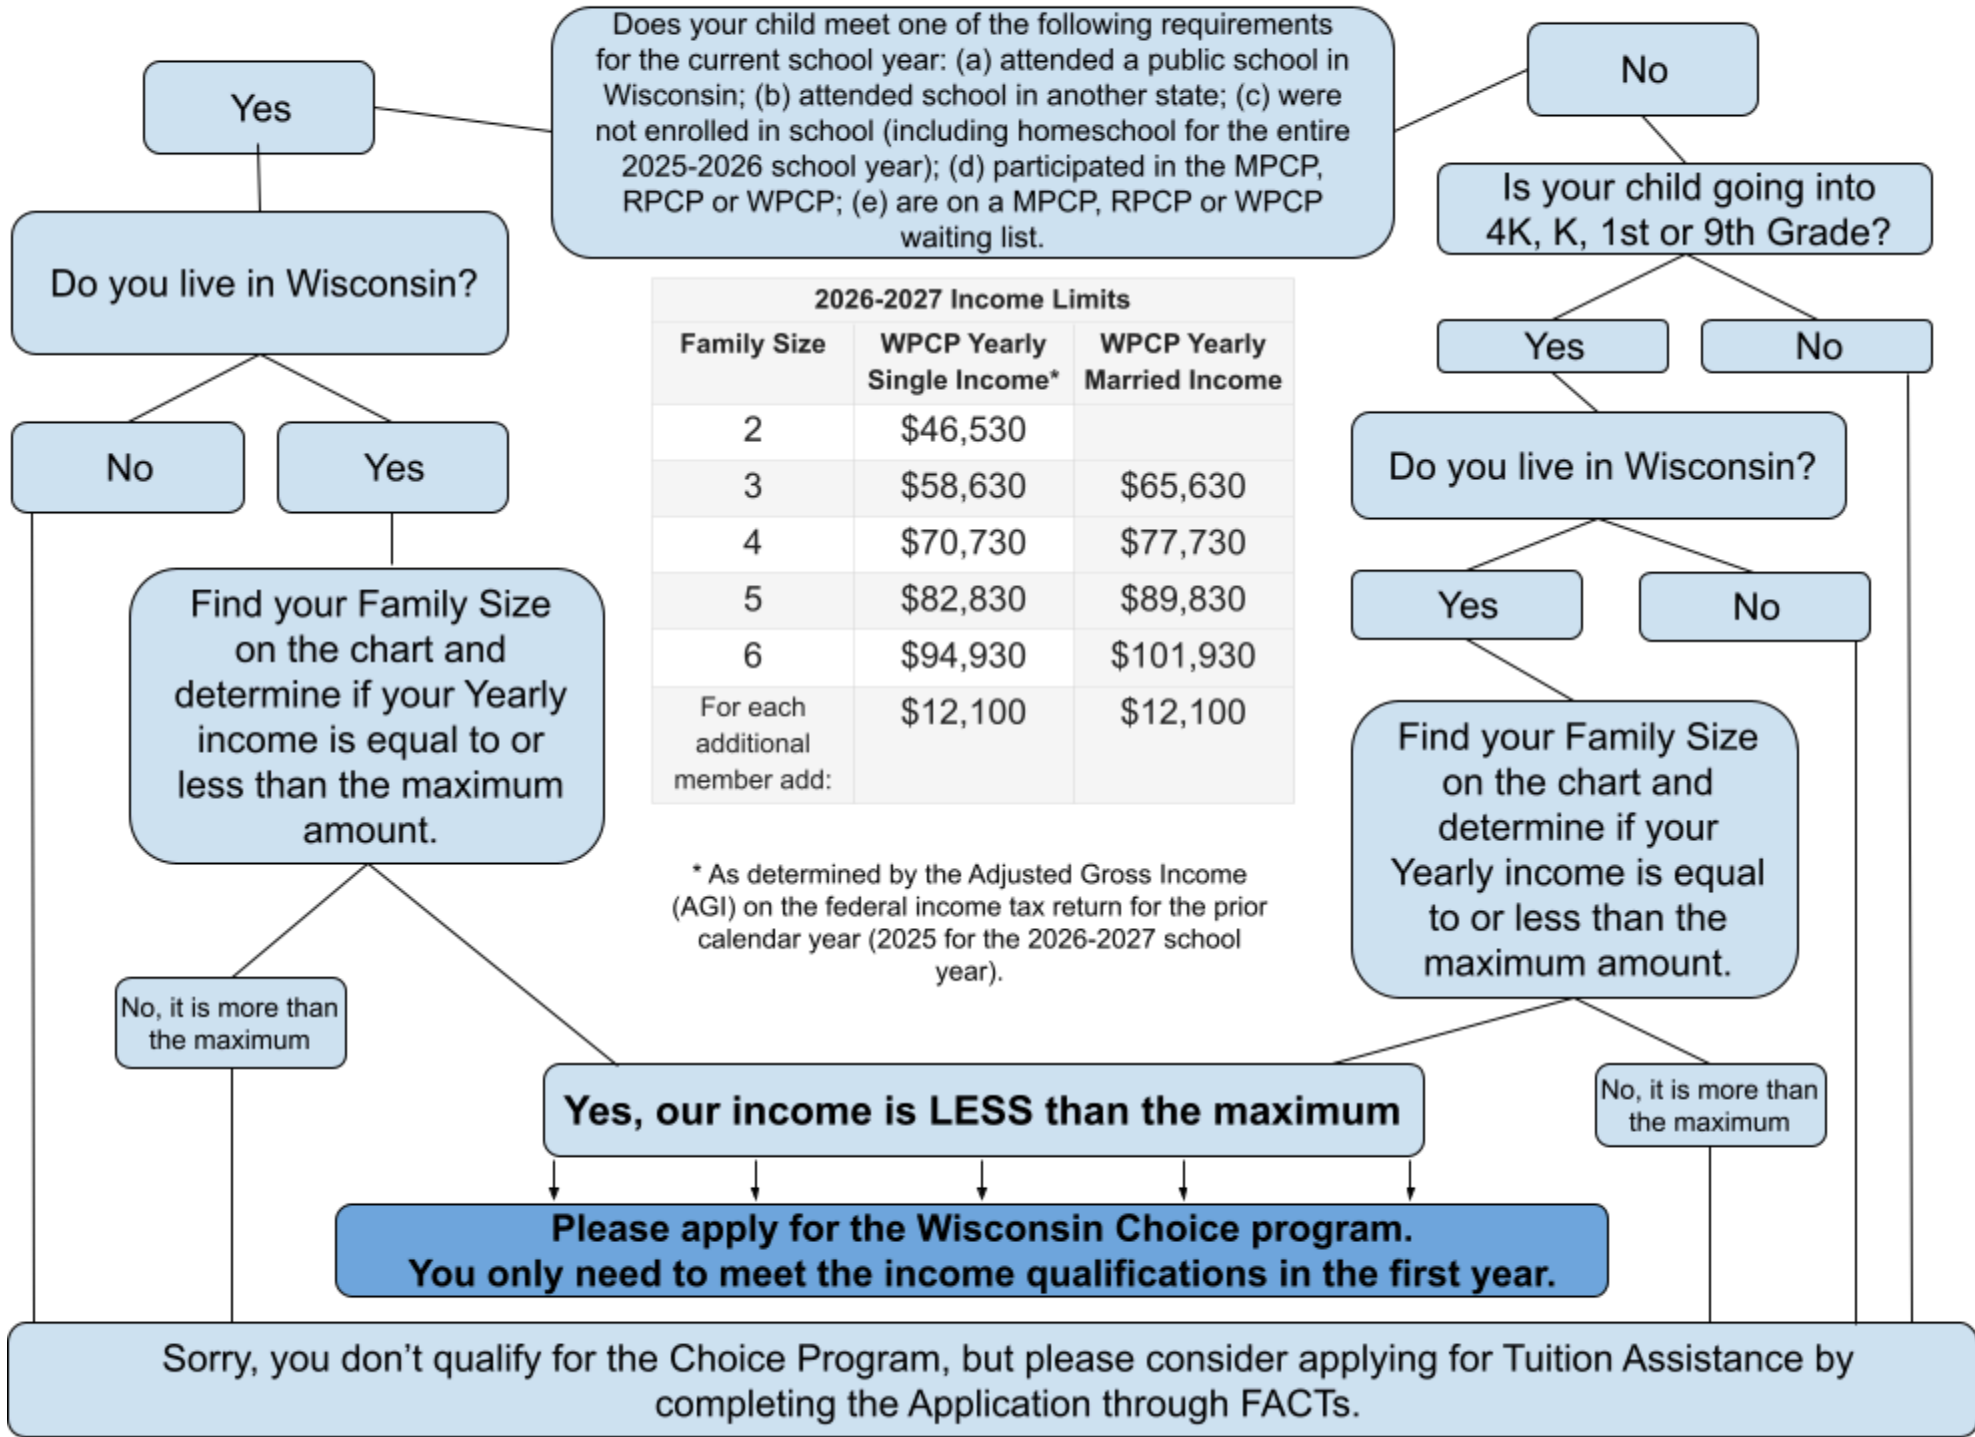 Does your child meet one of the following requirements
for the current school year: (a) attended a public school in
Wisconsin; (b) attended school in another state; (c) were
not enrolled in school (including homeschool for the entire
2025-2026 school year); (d) participated in the MPCP,
RPCP or WPCP; (e) are on a MPCP, RPCP or WPCP
waiting list.
Yes
No
Do you live in Wisconsin?
No
Yes
Find your Family Size
on the chart and
determine if your Yearly
income is equal to or
less than the maximum
amount.
No, it is more than
the maximum
2026-2027 Income Limits
Family Size
WPCP Yearly
Single Income*
WPCP Yearly
Married Income
2 $46,530
3 $58,630 $65,630
4 $70,730 $77,730
5 $82,830 $89,830
6 $94,930 $101,930
For each
additional
member add:
$12,100 $12,100
* As determined by the Adjusted Gross Income
(AGI) on the federal income tax return for the prior
calendar year (2025 for the 2026-2027 school
year).
Is your child going into
4K, K, 1st or 9th Grade?
Yes
No
Do you live in Wisconsin?
Yes
No
Find your Family Size
on the chart and
determine if your
Yearly income is equal
to or less than the
maximum amount.
No, it is more than
the maximum
Yes, our income is LESS than the maximum
Please apply for the Wisconsin Choice program.
You only need to meet the income qualifications in the first year.
Sorry, you don’t qualify for the Choice Program, but please consider applying for Tuition Assistance by
completing the Application through FACTs.